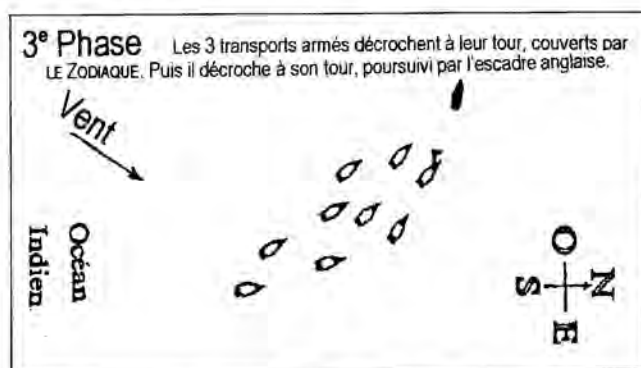 3e Phase Les 3 transports armés décrochent à leur tour, couverts par
LE ZODIAQUE. Puis il décroche à son tour, poursuivi par l'escadre anglaise.
Vent
Océan
Indien
O
S N
E